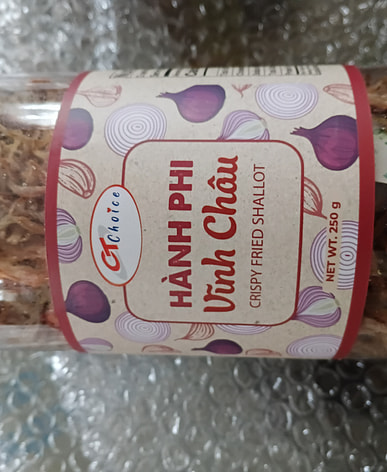 CT
Choice
HÀNH PHI
Vĩnh Châu
CRISPY FRIED SHALLOT
NET WT. 250 g